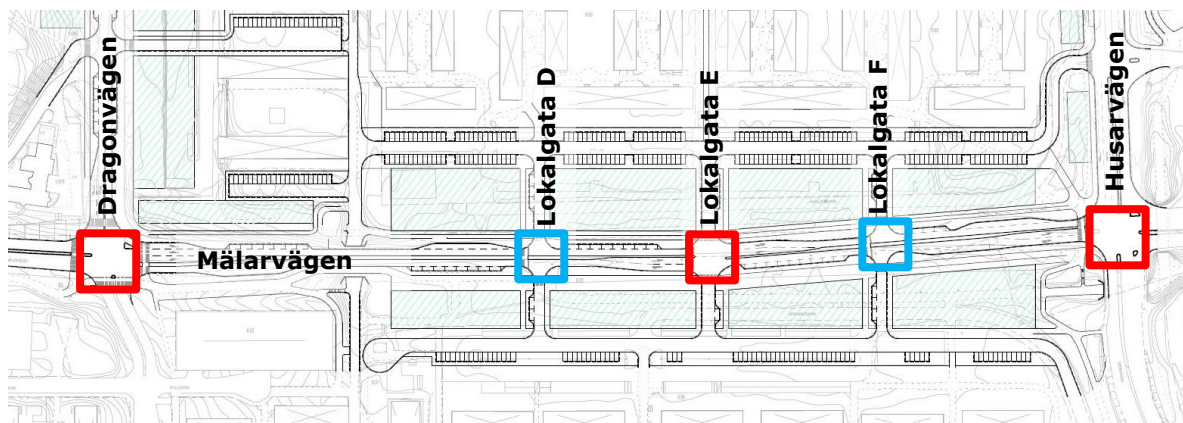 Dragonvägen
Mälarvägen
Lokalgata D
Lokalgata E
Lokalgata F
Husarvägen